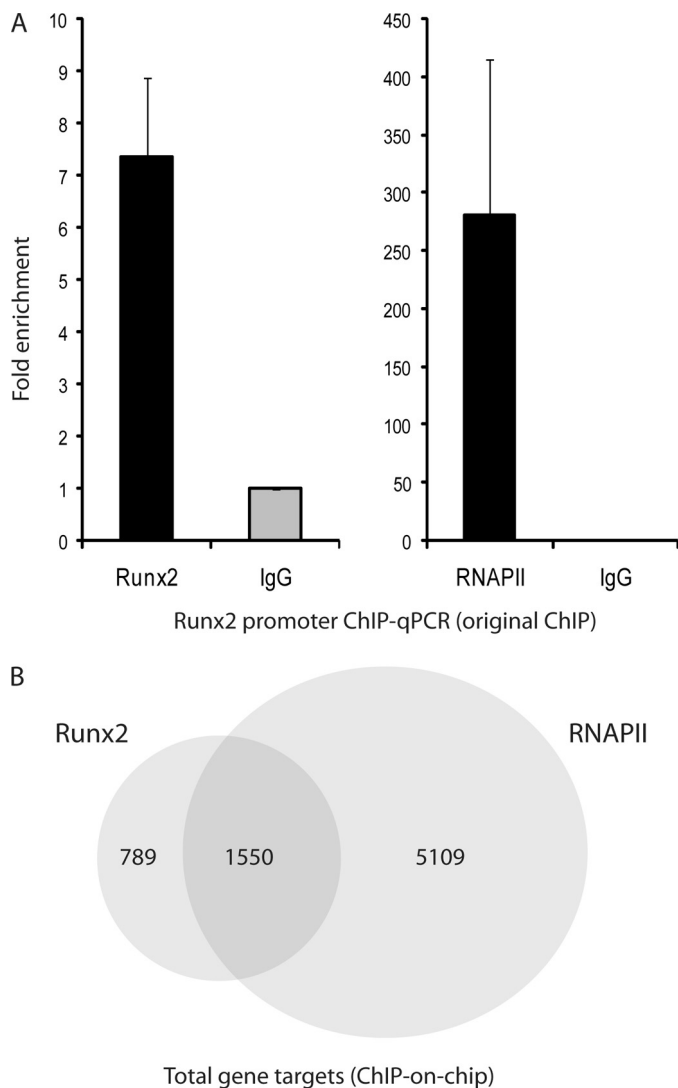 A
Fold enrichment
10
9
8
7
6
5
4
3
2
1
0
Runx2 IgG
450
400
350
300
250
200
150
100
50
0
RNAPII IgG
Runx2 promoter ChIP-qPCR (original ChIP)
B
Runx2 RNAPII
789 1550 5109
Total gene targets (ChIP-on-chip)